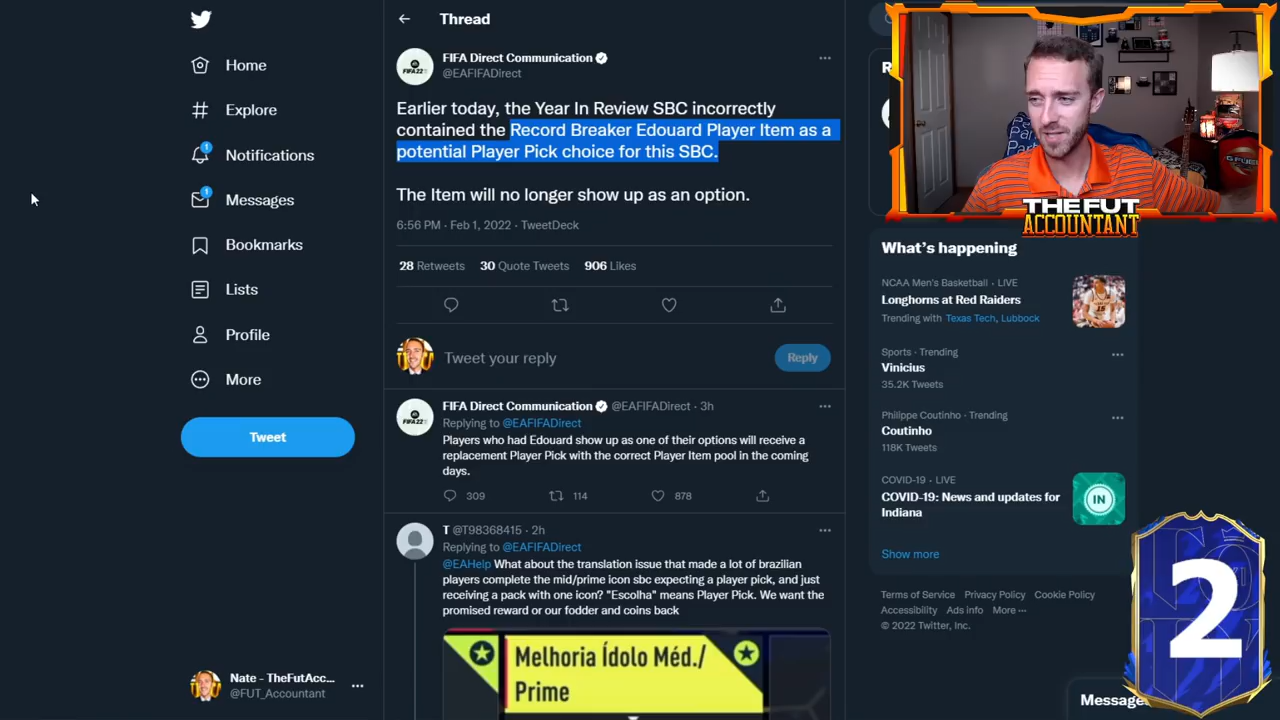 Thread
Home
Explore
Notifications
1
Messages
1
Bookmarks
Lists
Profile
More
Tweet
Nate - TheFutAcc...
@FUT_Accountant
FIFA Direct Communication
@EAFIFADirect
FIFA 22
Earlier today, the Year In Review SBC incorrectly
contained the Record Breaker Edouard Player Item as a
potential Player Pick choice for this SBC.
The Item will no longer show up as an option.
6:56 PM · Feb 1, 2022 · TweetDeck
28 Retweets 30 Quote Tweets 906 Likes
Tweet your reply
Reply
FIFA Direct Communication @EAFIFADirect · 3h
Replying to @EAFIFADirect
Players who had Edouard show up as one of their options will receive a
replacement Player Pick with the correct Player Item pool in the coming
days.
309 114 878
T @T98368415 · 2h
Replying to @EAFIFADirect
@EAHelp What about the translation issue that made a lot of brazilian
players complete the mid/prime icon sbc expecting a player pick, and just
receiving a pack with one icon? "Escolha" means Player Pick. We want the
promised reward or our fodder and coins back
Melhoria Ídolo Méd./
Prime
THE FUT
ACCOUNTANT
What's happening
NCAA Men's Basketball · LIVE
Longhorns at Red Raiders
Trending with Texas Tech, Lubbock
Sports · Trending
Vinicius
35.2K Tweets
Philippe Coutinho · Trending
Coutinho
118K Tweets
COVID-19 · LIVE
COVID-19: News and updates for
Indiana
IN
Show more
Terms of Service Privacy Policy Cookie Policy
Accessibility Ads info More ···
© 2022 Twitter, Inc.
2